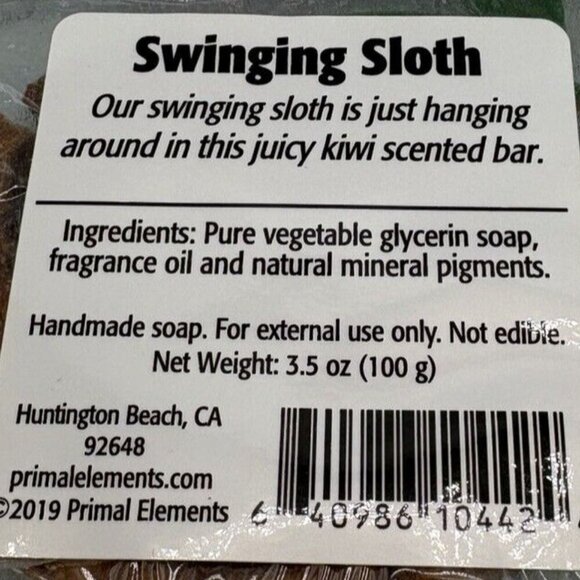 Swinging Sloth
Our swinging sloth is just hanging
around in this juicy kiwi scented bar.
Ingredients: Pure vegetable glycerin soap,
fragrance oil and natural mineral pigments.
Handmade soap. For external use only. Not edible.
Net Weight: 3.5 oz (100 g)
Huntington Beach, CA
92648
primalelements.com
©2019 Primal Elements
6 40986 10442